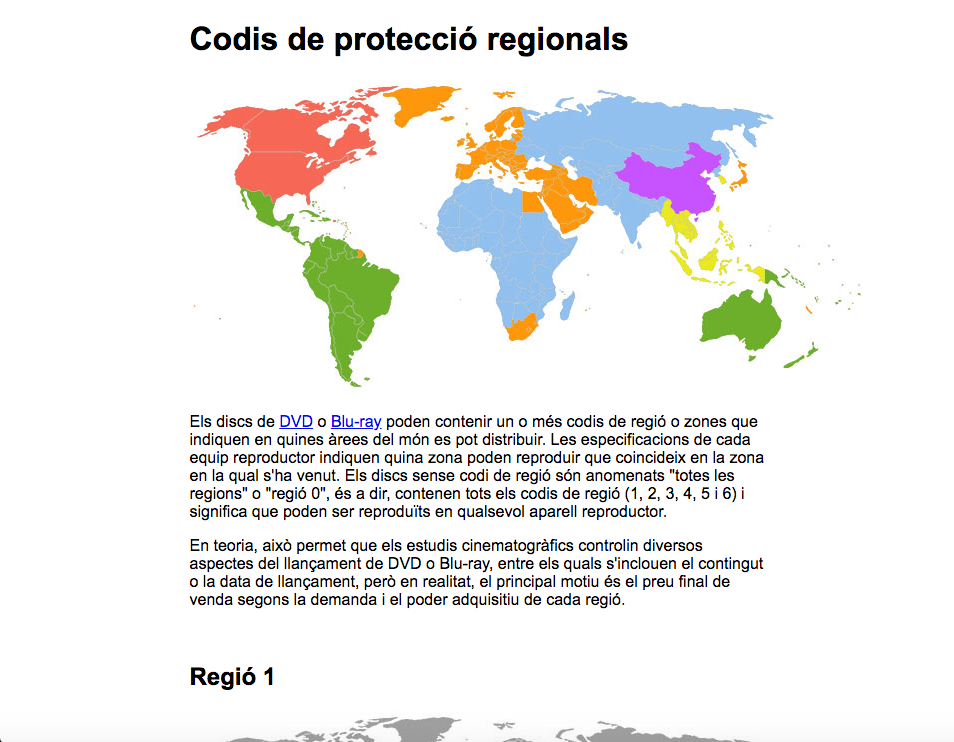 Codis de protecció regionals
Els discs de DVD o Blu-ray poden contenir un o més codis de regió o zones que
indiquen en quines àrees del món es pot distribuir. Les especificacions de cada
equip reproductor indiquen quina zona poden reproduir que coincideix en la zona
en la qual s'ha venut. Els discs sense codi de regió són anomenats "totes les
regions" o "regió 0", és a dir, contenen tots els codis de regió (1, 2, 3, 4, 5 i 6) i
significa que poden ser reproduïts en qualsevol aparell reproductor.
En teoria, això permet que els estudis cinematogràfics controlin diversos
aspectes del llançament de DVD o Blu-ray, entre els quals s'inclouen el contingut
o la data de llançament, però en realitat, el principal motiu és el preu final de
venda segons la demanda i el poder adquisitiu de cada regió.
Regió 1